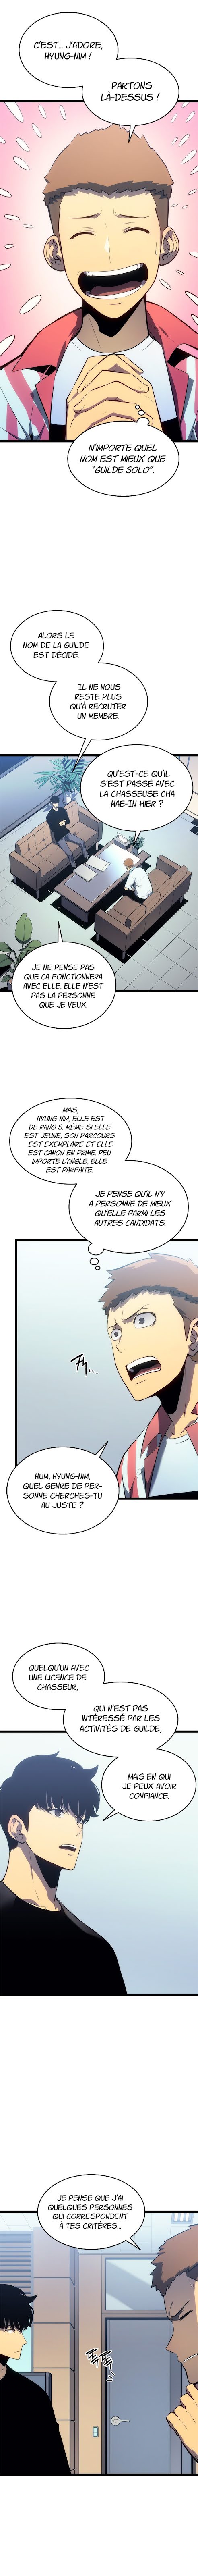 C'EST... J'ADORE,
HYUNG-NIM !
PARTONS
LÀ-DESSUS !
N'IMPORTE QUEL
NOM EST MIEUX QUE
"GUILDE SOLO".
ALORS LE
NOM DE LA GUILDE
EST DÉCIDÉ.
IL NE NOUS
RESTE PLUS
QU'À RECRUTER
UN MEMBRE.
QU'EST-CE QU'IL
S'EST PASSÉ AVEC
LA CHASSEUSE CHA
HAE-IN HIER ?
JE NE PENSE PAS
QUE ÇA FONCTIONNERA
AVEC ELLE. ELLE N'EST
PAS LA PERSONNE
QUE JE VEUX.
MAIS,
HYUNG-NIM, ELLE EST
DE RANG S. MÊME SI ELLE
EST JEUNE, SON PARCOURS
EST EXEMPLAIRE ET ELLE
EST CANON EN PRIME. PEU
IMPORTE L'ANGLE, ELLE
EST PARFAITE.
JE PENSE QU'IL N'Y
A PERSONNE DE MIEUX
QU'ELLE PARMI LES
AUTRES CANDIDATS.
HUM, HYUNG-NIM,
QUEL GENRE DE PER-
SONNE CHERCHES-TU
AU JUSTE ?
QUELQU'UN AVEC
UNE LICENCE DE
CHASSEUR,
QUI N'EST PAS
INTÉRESSÉ PAR LES
ACTIVITÉS DE GUILDE,
MAIS EN QUI
JE PEUX AVOIR
CONFIANCE.
JE PENSE QUE J'AI
QUELQUES PERSONNES
QUI CORRESPONDENT
À TES CRITÈRES...